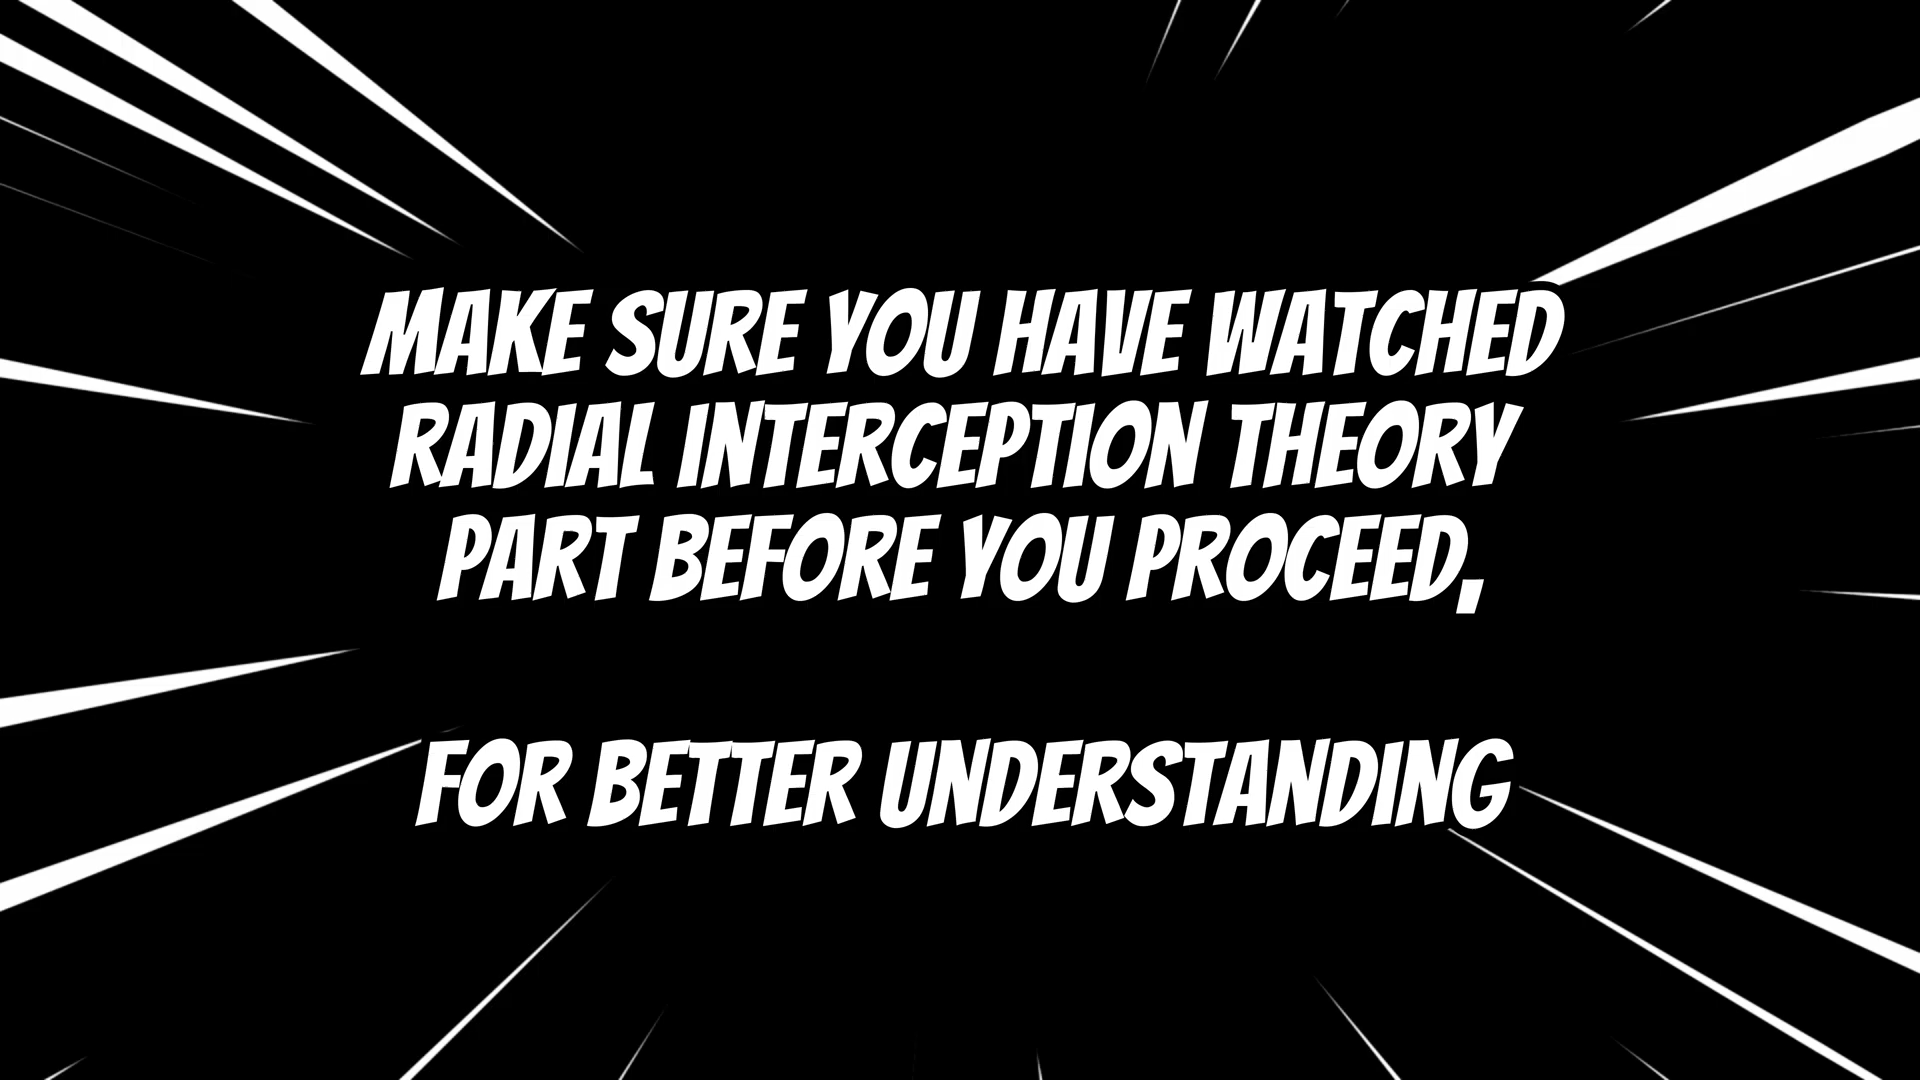 MAKE SURE YOU HAVE WATCHED
RADIAL INTERCEPTION THEORY
PART BEFORE YOU PROCEED,
FOR BETTER UNDERSTANDING